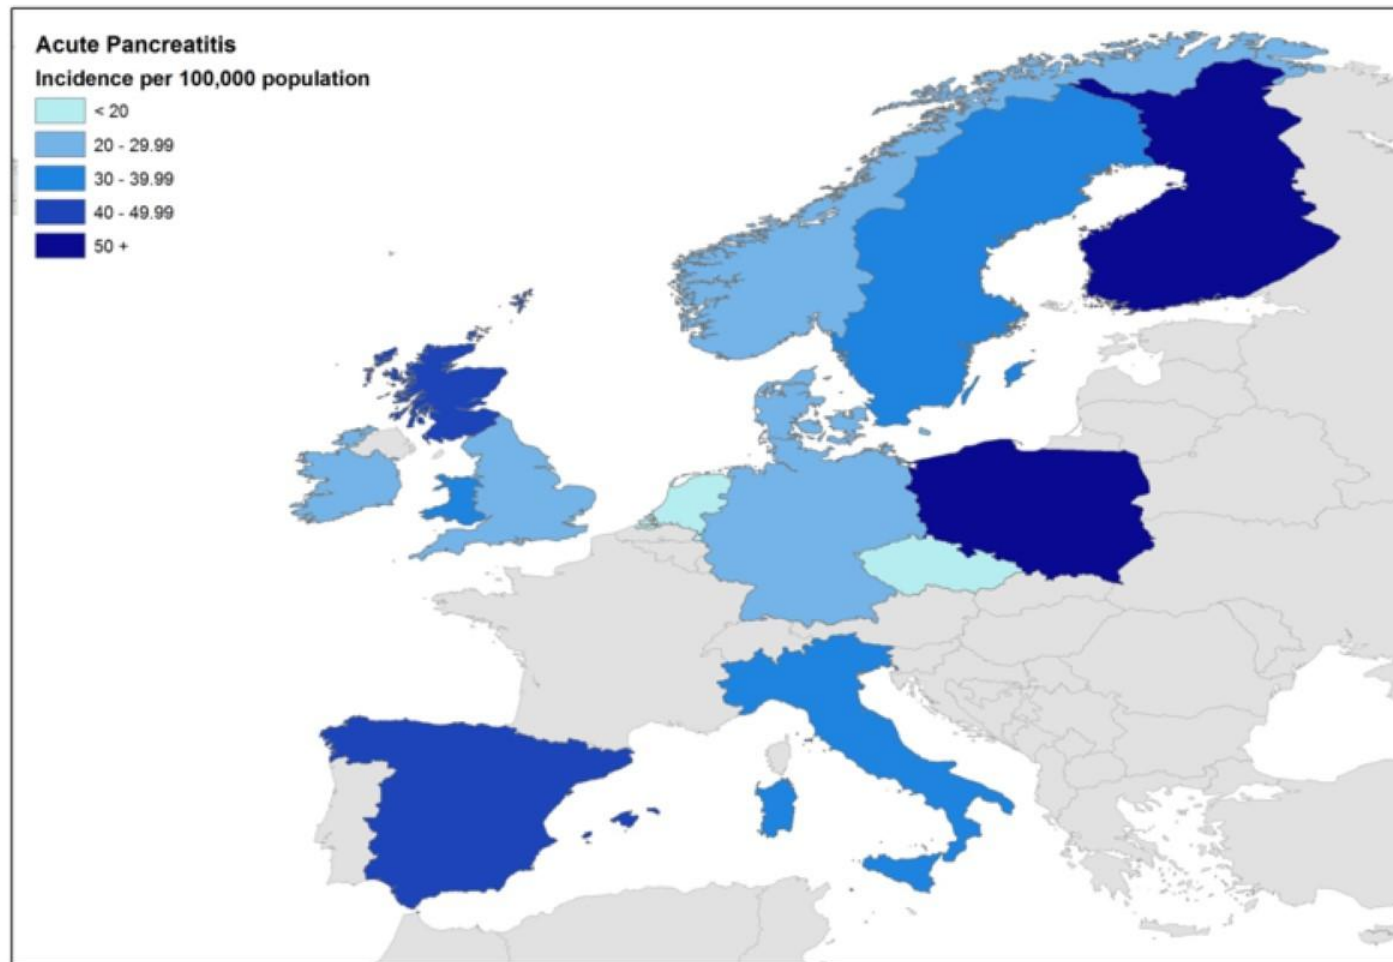 Acute Pancreatitis
Incidence per 100,000 population
< 20
20 - 29.99
30 - 39.99
40 - 49.99
50 +